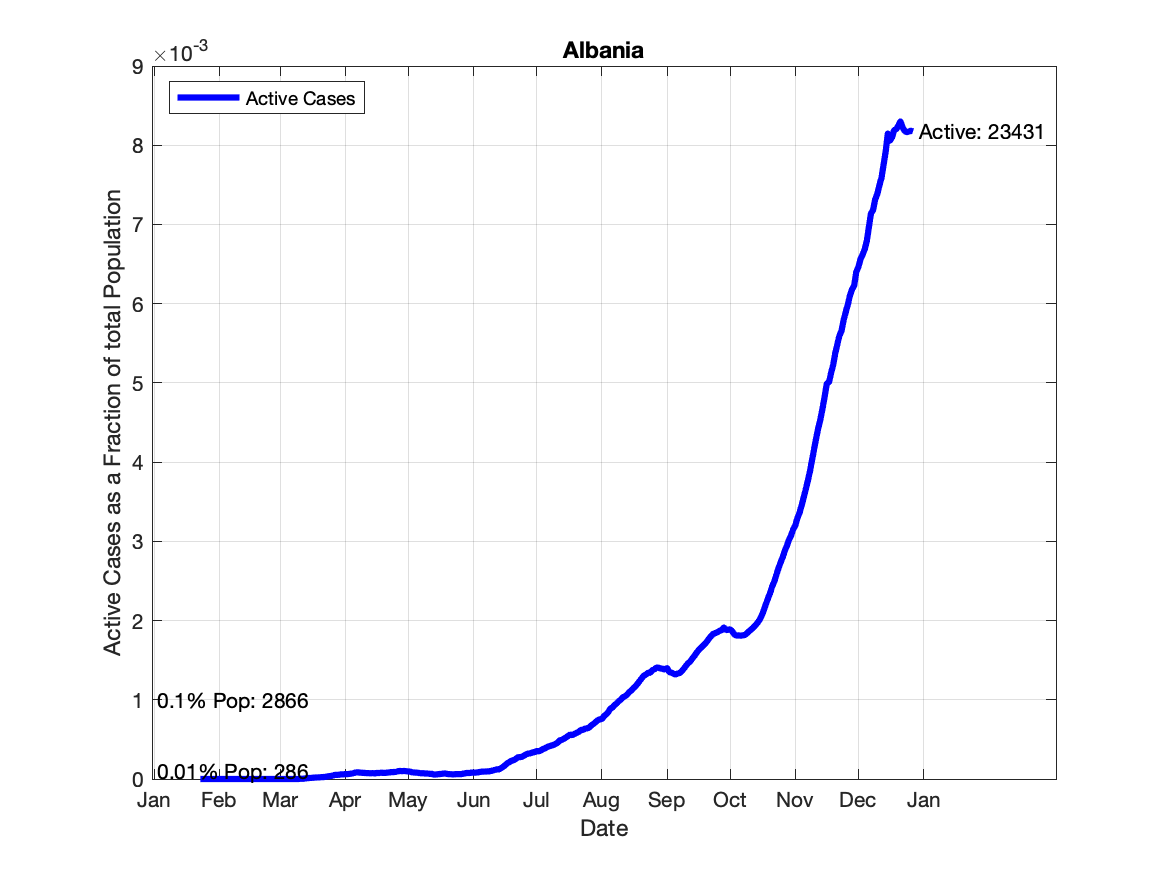 Albania
×10-3
9
8
7
6
5
4
3
2
1
0
Active Cases as a Fraction of total Population
Active Cases
Active: 23431
0.1% Pop: 2866
0.01% Pop: 286
Jan Feb Mar Apr May Jun Jul Aug Sep Oct Nov Dec Jan
Date